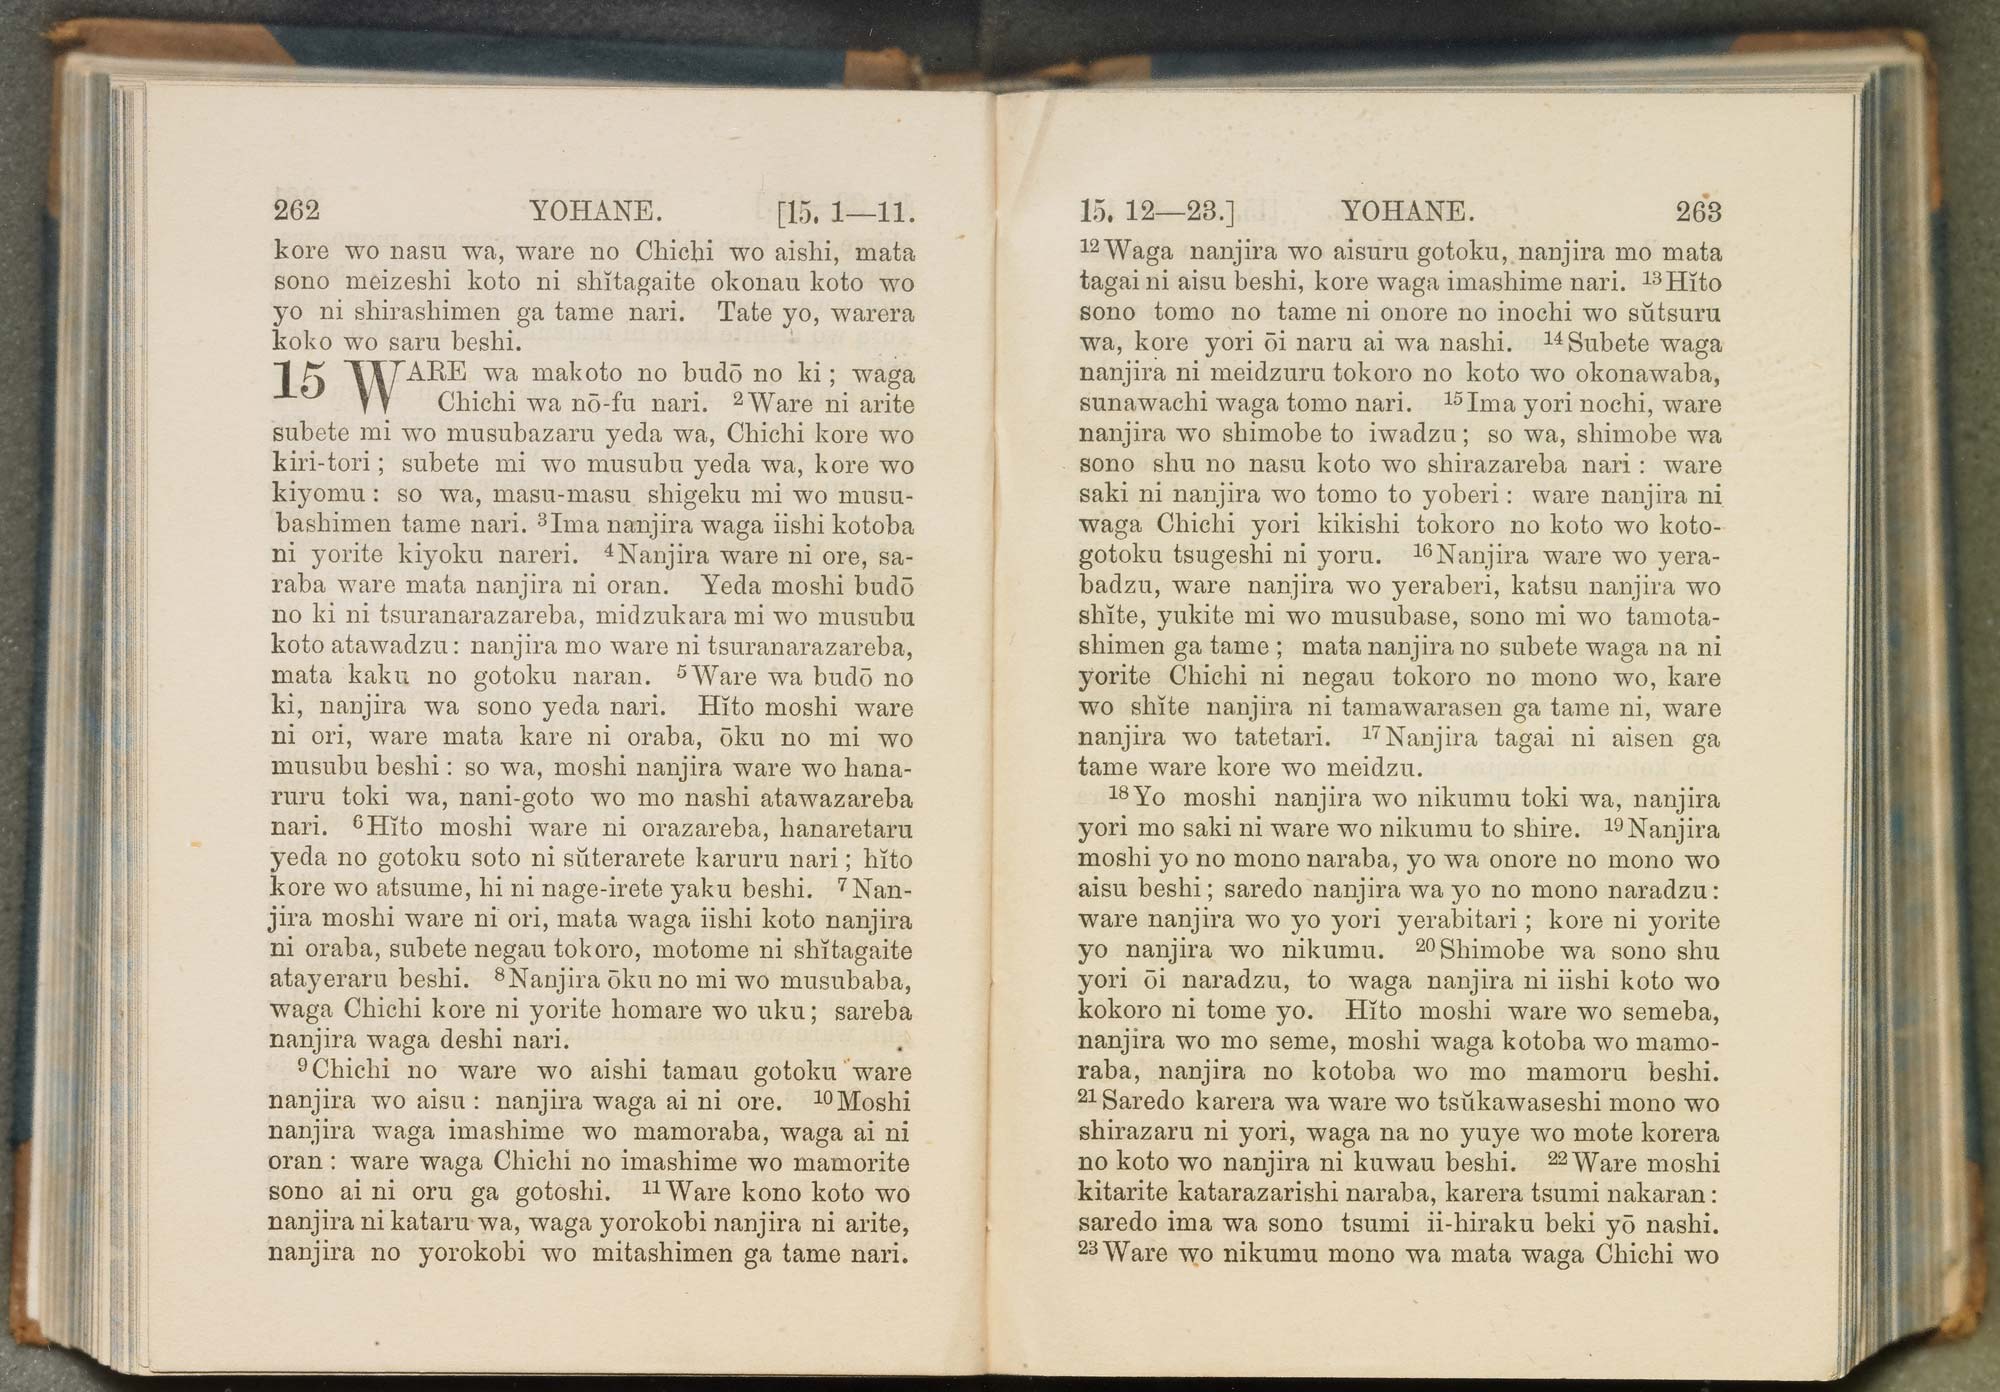 262 YOHANE. [15. 1—11.
kore wo nasu wa, ware no Chichi wo aishi, mata
sono meizeshi koto ni shĭtagaite okonau koto wo
yo ni shirashimen ga tame nari. Tate yo, warera
koko wo saru beshi.
15 WARE wa makoto no budō no ki; waga
Chichi wa nō-fu nari. 2 Ware ni arite
subete mi wo musubazaru yeda wa, Chichi kore wo
kiri-tori; subete mi wo musubu yeda wa, kore wo
kiyomu: so wa, masu-masu shigeku mi wo musu-
bashimen tame nari. 3 Ima nanjira waga iishi kotoba
ni yorite kiyoku nareri. 4 Nanjira ware ni ore, sa-
raba ware mata nanjira ni oran. Yeda moshi budō
no ki ni tsuranarazareba, midzukara mi wo musubu
koto atawadzu: nanjira mo ware ni tsuranarazareba,
mata kaku no gotoku naran. 5 Ware wa budō no
ki, nanjira wa sono yeda nari. Hĭto moshi ware
ni ori, ware mata kare ni oraba, ōku no mi wo
musubu beshi: so wa, moshi nanjira ware wo hana-
ruru toki wa, nani-goto wo mo nashi atawazareba
nari. 6 Hĭto moshi ware ni orazareba, hanaretaru
yeda no gotoku soto ni sŭterarete karuru nari; hĭto
kore wo atsume, hi ni nage-irete yaku beshi. 7 Nan-
jira moshi ware ni ori, mata waga iishi koto nanjira
ni oraba, subete negau tokoro, motome ni shĭtagaite
atayeraru beshi. 8 Nanjira ōku no mi wo musubaba,
waga Chichi kore ni yorite homare wo uku; sareba
nanjira waga deshi nari.
9 Chichi no ware wo aishi tamau gotoku ware
nanjira wo aisu: nanjira waga ai ni ore. 10 Moshi
nanjira waga imashime wo mamoraba, waga ai ni
oran: ware waga Chichi no imashime wo mamorite
sono ai ni oru ga gotoshi. 11 Ware kono koto wo
nanjira ni kataru wa, waga yorokobi nanjira ni arite,
nanjira no yorokobi wo mitashimen ga tame nari.
15. 12—23.] YOHANE. 263
12 Waga nanjira wo aisuru gotoku, nanjira mo mata
tagai ni aisu beshi, kore waga imashime nari. 13 Hĭto
sono tomo no tame ni onore no inochi wo sŭtsuru
wa, kore yori ōi naru ai wa nashi. 14 Subete waga
nanjira ni meidzuru tokoro no koto wo okonawaba,
sunawachi waga tomo nari. 15 Ima yori nochi, ware
nanjira wo shimobe to iwadzu; so wa, shimobe wa
sono shu no nasu koto wo shirazareba nari: ware
saki ni nanjira wo tomo to yoberi: ware nanjira ni
waga Chichi yori kikishi tokoro no koto wo koto-
gotoku tsugeshi ni yoru. 16 Nanjira ware wo yera-
badzu, ware nanjira wo yeraberi, katsu nanjira wo
shĭte, yukite mi wo musubase, sono mi wo tamota-
shimen ga tame; mata nanjira no subete waga na ni
yorite Chichi ni negau tokoro no mono wo, kare
wo shĭte nanjira ni tamawarasen ga tame ni, ware
nanjira wo tatetari. 17 Nanjira tagai ni aisen ga
tame ware kore wo meidzu.
18 Yo moshi nanjira wo nikumu toki wa, nanjira
yori mo saki ni ware wo nikumu to shire. 19 Nanjira
moshi yo no mono naraba, yo wa onore no mono wo
aisu beshi; saredo nanjira wa yo no mono naradzu:
ware nanjira wo yo yori yerabitari; kore ni yorite
yo nanjira wo nikumu. 20 Shimobe wa sono shu
yori ōi naradzu, to waga nanjira ni iishi koto wo
kokoro ni tome yo. Hĭto moshi ware wo semeba,
nanjira wo mo seme, moshi waga kotoba wo mamo-
raba, nanjira no kotoba wo mo mamoru beshi.
21 Saredo karera wa ware wo tsŭkawaseshi mono wo
shirazaru ni yori, waga na no yuye wo mote korera
no koto wo nanjira ni kuwau beshi. 22 Ware moshi
kitarite katarazarishi naraba, karera tsumi nakaran:
saredo ima wa sono tsumi ii-hiraku beki yō nashi.
23 Ware wo nikumu mono wa mata waga Chichi wo